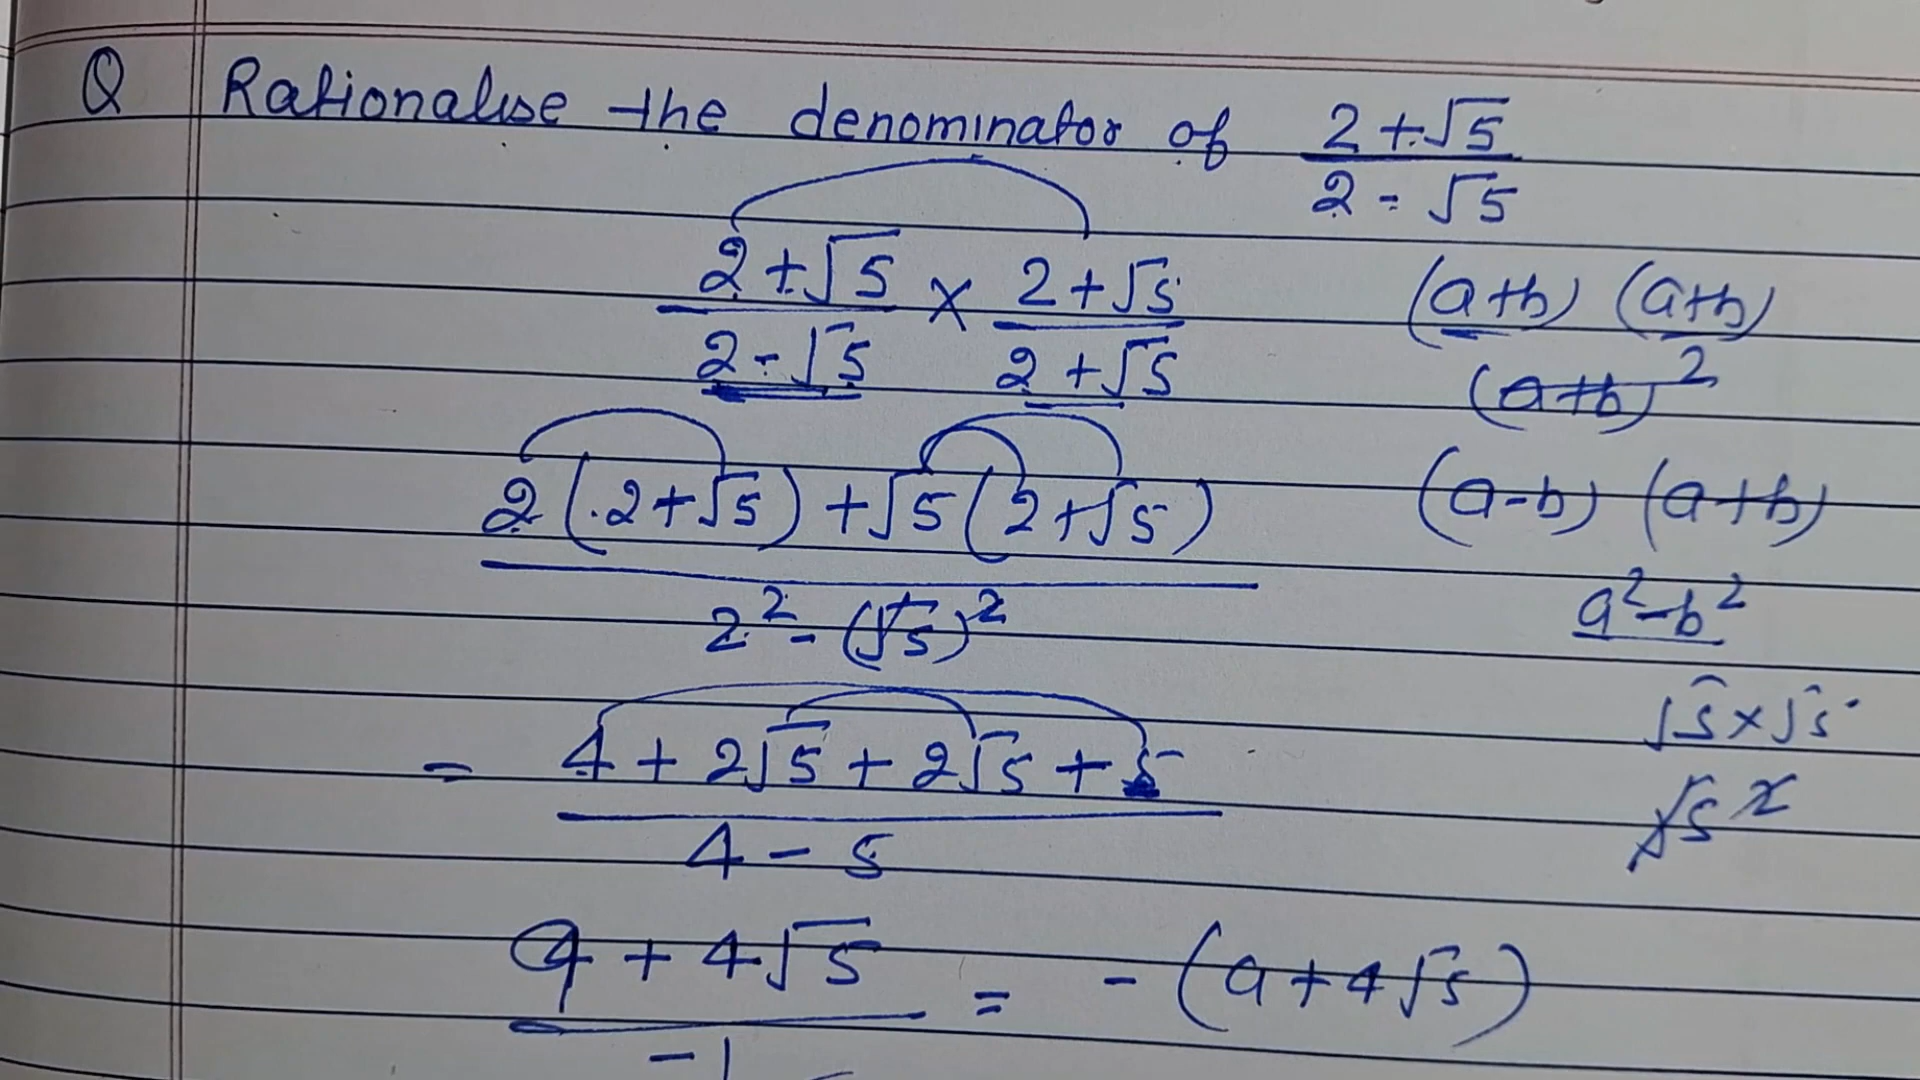 Q Rationalise the denominator of (2+√5)/(2-√5)
(2+√5)/(2-√5) × (2+√5)/(2+√5)
(a+b) (a+b)
(a+b)²
(a-b) (a+b)
a²-b²
(2(2+√5)+√5(2+√5))/(2²-(√5)²)
√5×√5
√5²
= (4+2√5+2√5+5)/(4-5)
(9+4√5)/(-1) = -(9+4√5)